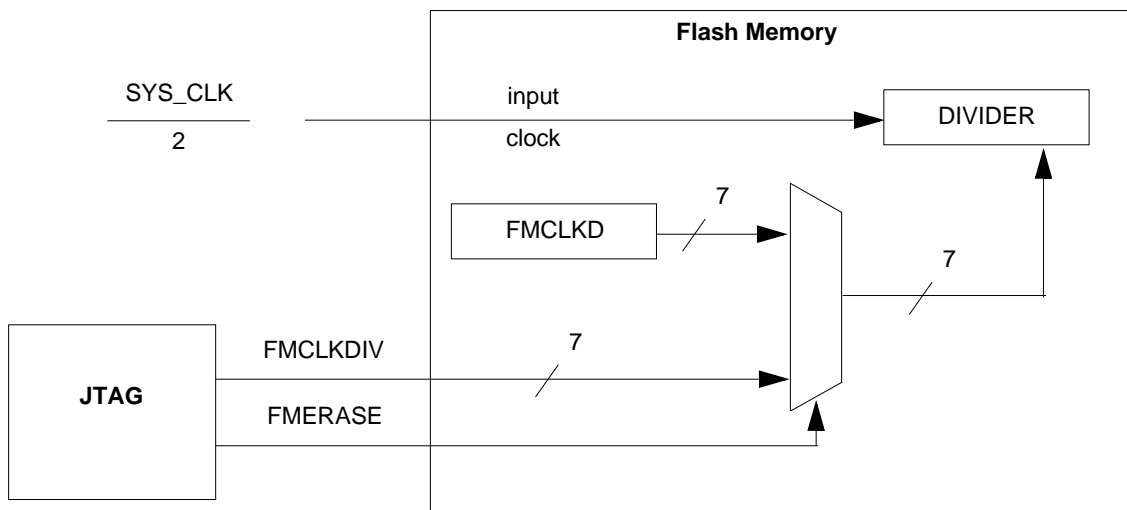 Flash Memory
SYS_CLK
2
input
clock
DIVIDER
7
FMCLKD
7
FMCLKDIV
7
JTAG
FMERASE